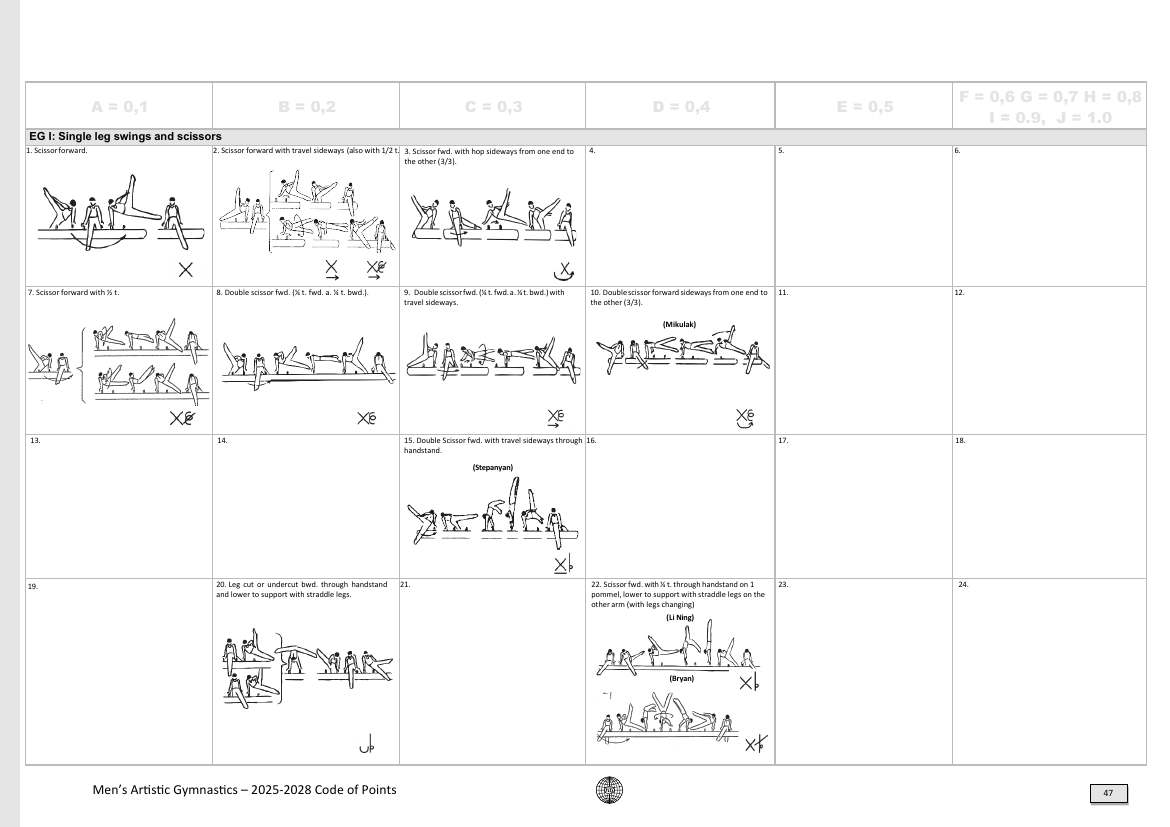 A = 0,1
B = 0,2
C = 0,3
D = 0,4
E = 0,5
F = 0,6 G = 0,7 H = 0,8
I = 0.9, J = 1.0
EG I: Single leg swings and scissors
1. Scissor forward.
2. Scissor forward with travel sideways (also with 1/2 t.
3. Scissor fwd. with hop sideways from one end to
the other (3/3).
4.
5.
6.
7. Scissor forward with ½ t.
8. Double scissor fwd. (¼ t. fwd. a. ¼ t. bwd.).
9. Double scissor fwd. (¼ t. fwd. a. ¼ t. bwd.) with
travel sideways.
10. Double scissor forward sideways from one end to
the other (3/3).
(Mikulak)
11.
12.
13.
14.
15. Double Scissor fwd. with travel sideways through
handstand.
(Stepanyan)
16.
17.
18.
19.
20. Leg cut or undercut bwd. through handstand
and lower to support with straddle legs.
21.
22. Scissor fwd. with ¼ t. through handstand on 1
pommel, lower to support with straddle legs on the
other arm (with legs changing)
(Li Ning)
(Bryan)
23.
24.
Men's Artistic Gymnastics – 2025-2028 Code of Points
47